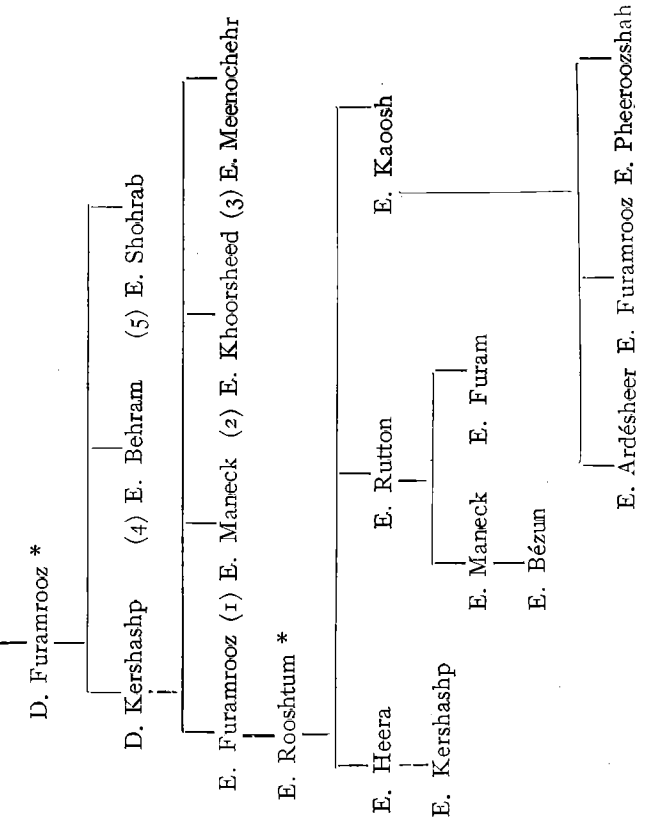 D. Furamrooz *
D. Kershashp (4) E. Behram (5) E. Shohrab
E. Furamrooz (1) E. Maneck (2) E. Khoorsheed (3) E. Meenochehr
E. Rooshtum *
E. Heera E. Rutton E. Kaoosh
E. Kershashp
E. Maneck E. Furam
E. Bézun
E. Ardésheer E. Furamrooz E. Pheeroozshah